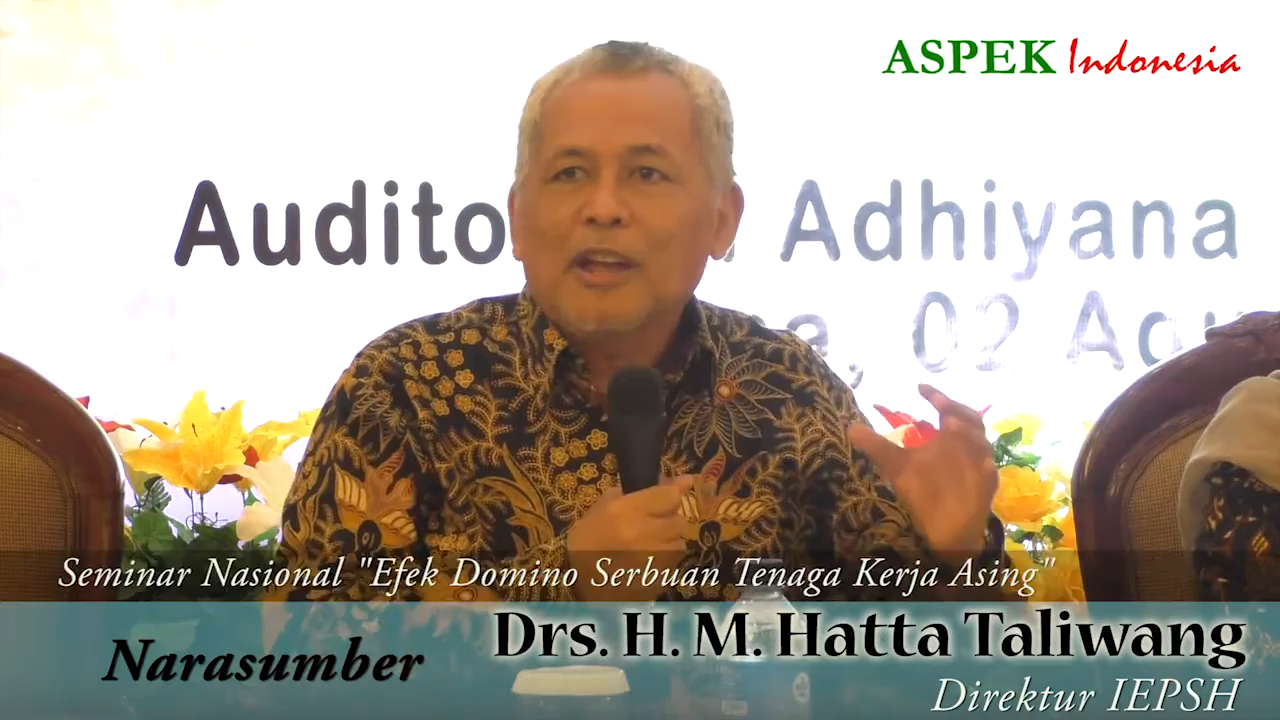 ASPEK Indonesia
Audito Adhiyana
02
Seminar Nasional "Efek Domino Serbuan Tenaga Kerja Asing"
Drs. H. M. Hatta Taliwang
Narasumber
Direktur IEPSH